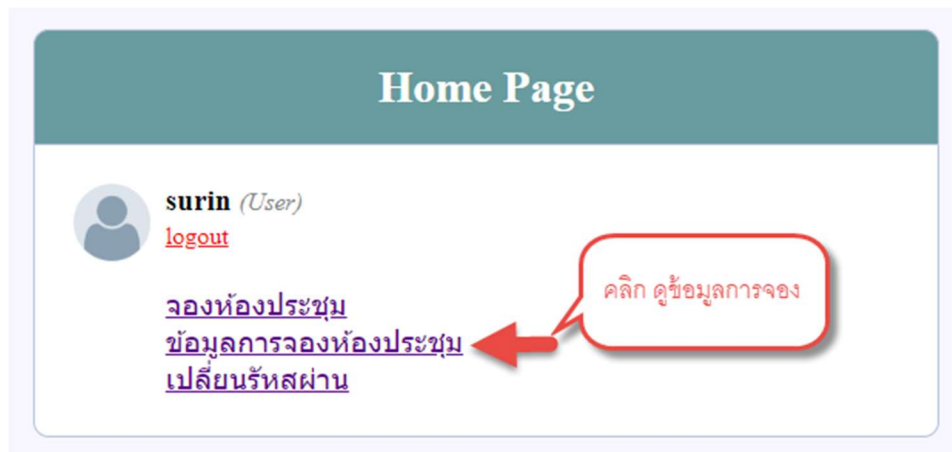 Home Page
surin (User)
logout
คลิก ดูข้อมูลการจอง
จองห้องประชุม
ข้อมูลการจองห้องประชุม
เปลี่ยนรัหสผ่าน